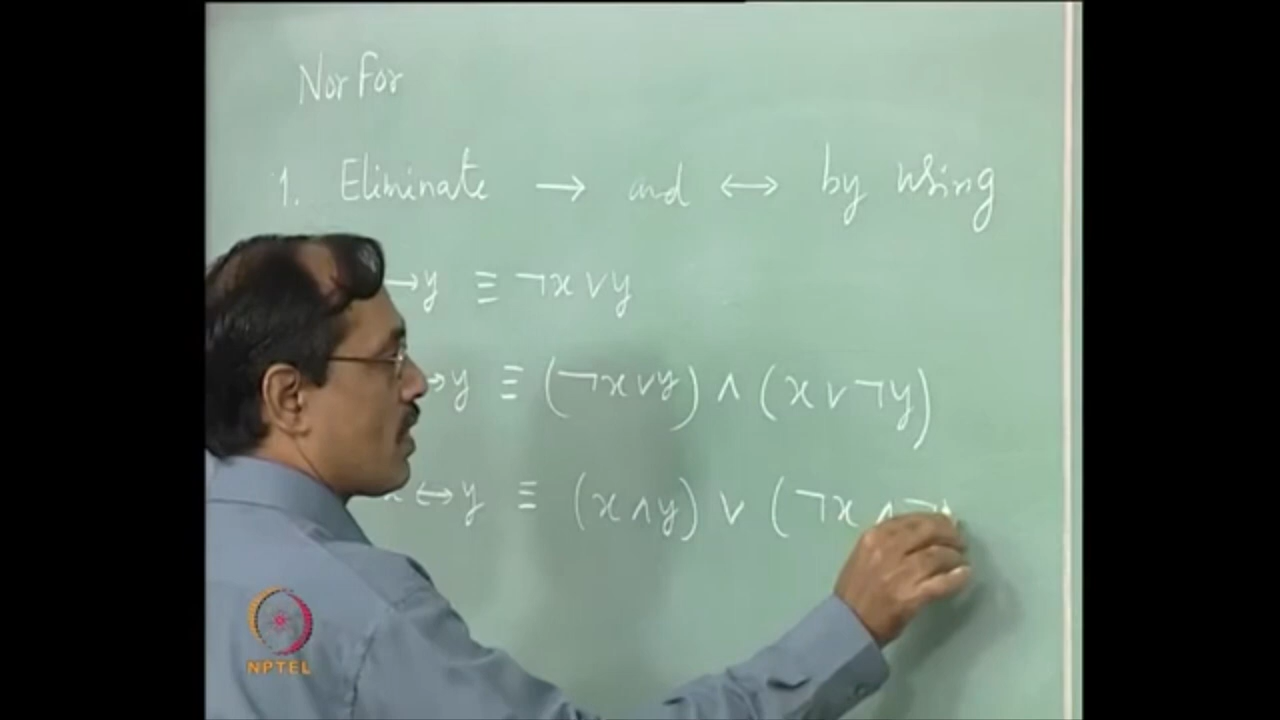 Nor For
1. Eliminate → and ↔ by using
→y ≡ ¬x∨y
↔y ≡ (¬x∨y) ∧ (x∨¬y)
x↔y ≡ (x∧y) ∨ (¬x∧¬
NPTEL